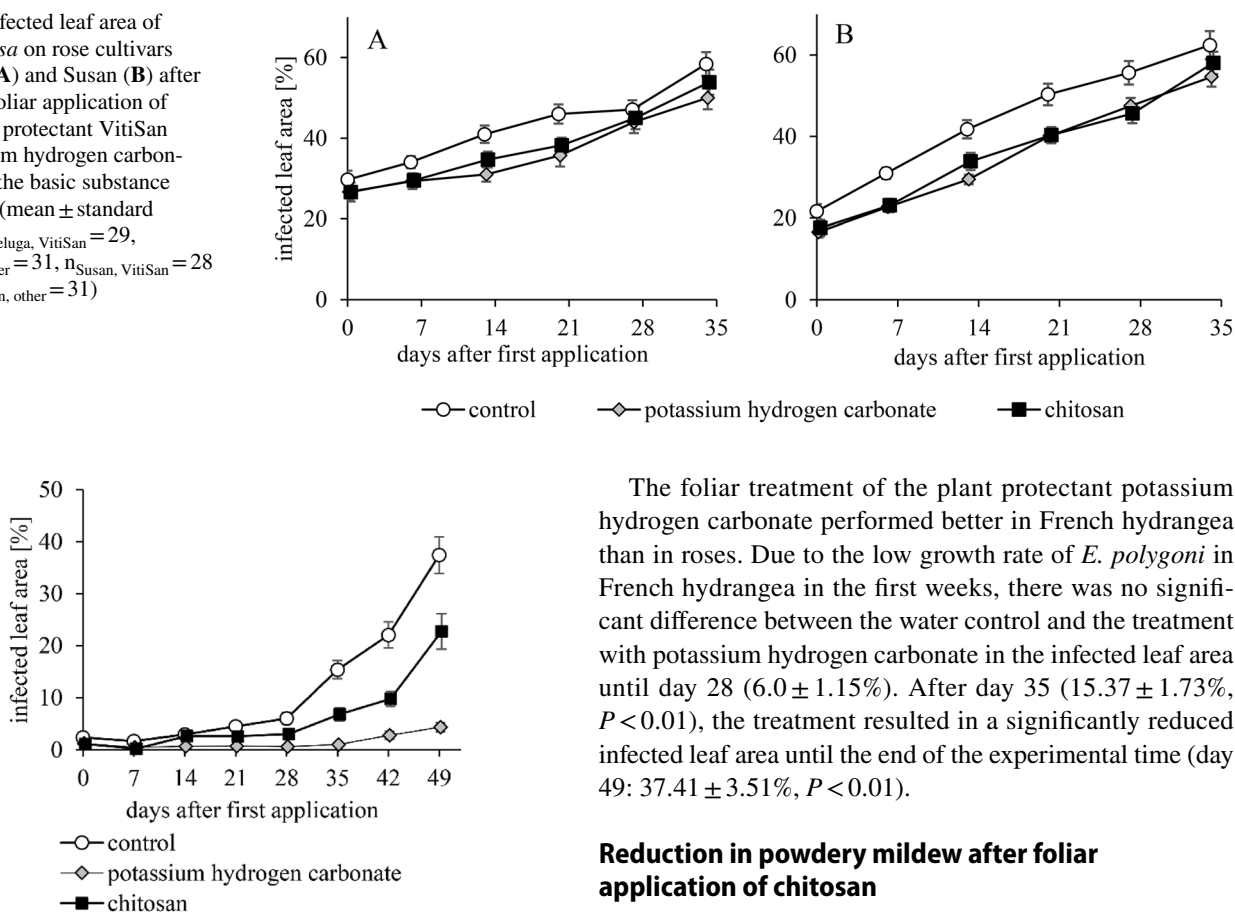 fected leaf area of
sa on rose cultivars
A) and Susan (B) after
oliar application of
protectant VitiSan
m hydrogen carbon-
the basic substance
(mean ± standard
eluga, VitiSan = 29,
er = 31, nSusan, VitiSan = 28
n, other = 31)
A
infected leaf area [%]
60
40
20
0
0 7 14 21 28 35
days after first application
B
60
40
20
0
0 7 14 21 28 35
days after first application
control potassium hydrogen carbonate chitosan
infected leaf area [%]
50
40
30
20
10
0
0 7 14 21 28 35 42 49
days after first application
control
potassium hydrogen carbonate
chitosan
The foliar treatment of the plant protectant potassium
hydrogen carbonate performed better in French hydrangea
than in roses. Due to the low growth rate of E. polygoni in
French hydrangea in the first weeks, there was no signifi-
cant difference between the water control and the treatment
with potassium hydrogen carbonate in the infected leaf area
until day 28 (6.0 ± 1.15%). After day 35 (15.37 ± 1.73%,
P < 0.01), the treatment resulted in a significantly reduced
infected leaf area until the end of the experimental time (day
49: 37.41 ± 3.51%, P < 0.01).
Reduction in powdery mildew after foliar
application of chitosan